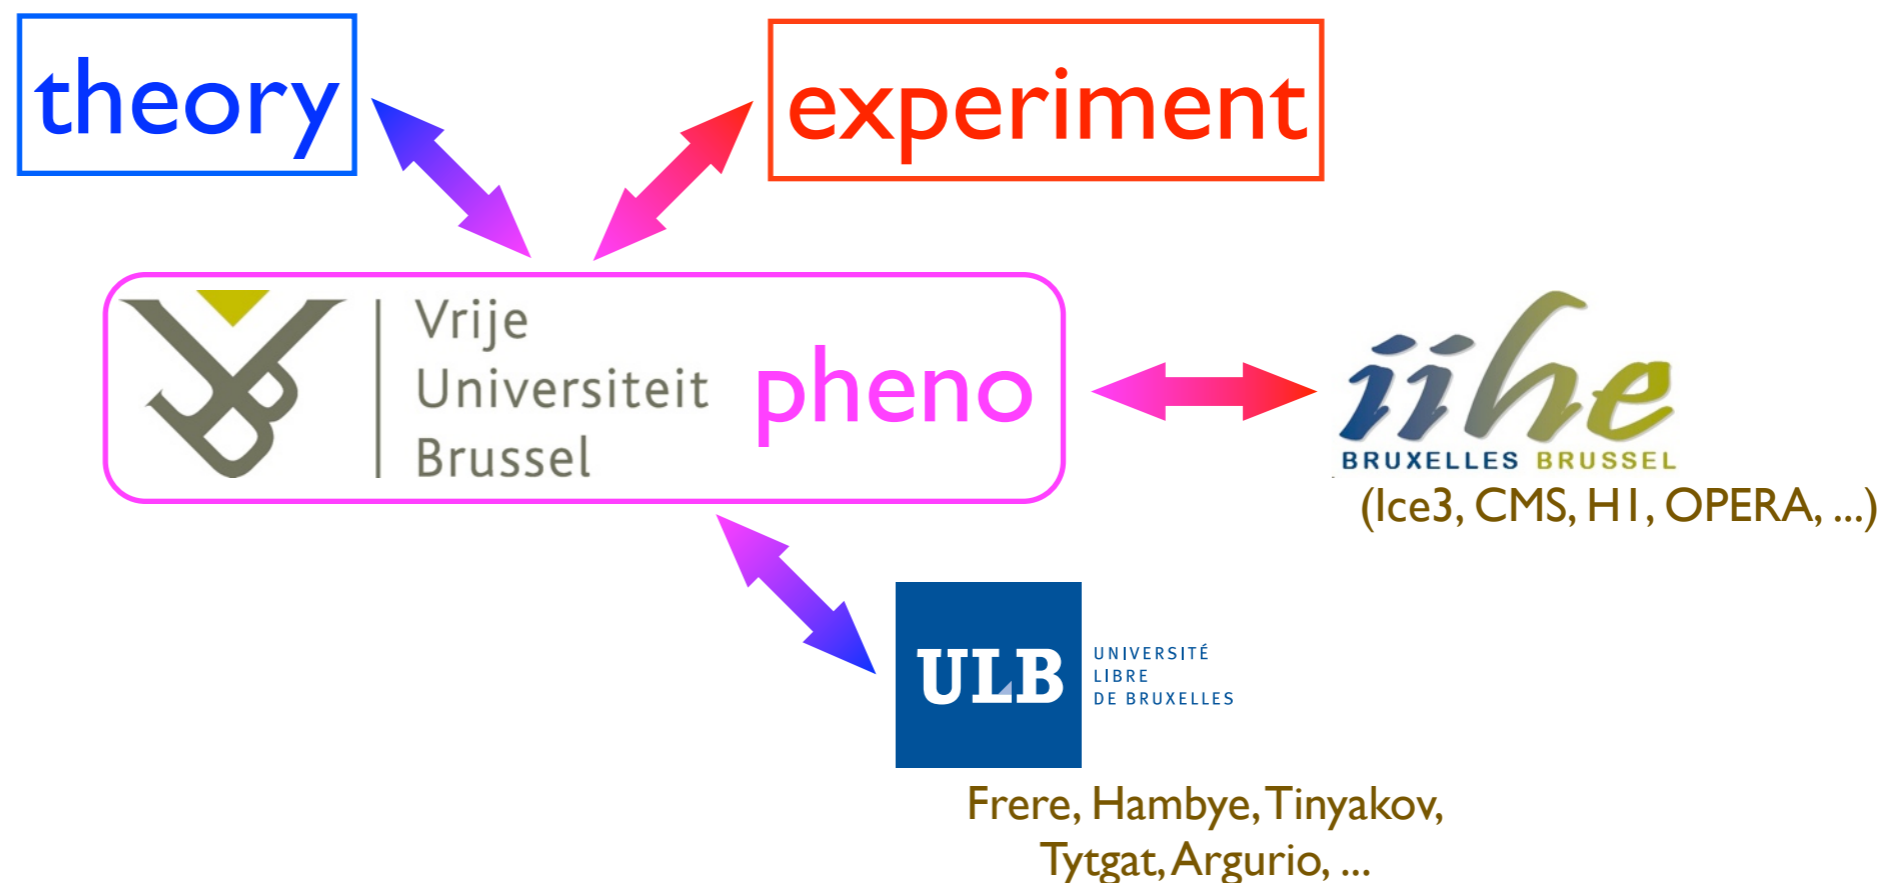 theory
experiment
VUB
Vrije
Universiteit
Brussel
pheno
iihe
BRUXELLES BRUSSEL
(Ice3, CMS, H1, OPERA, ...)
ULB
UNIVERSITÉ
LIBRE
DE BRUXELLES
Frere, Hambye, Tinyakov,
Tytgat, Argurio, ...